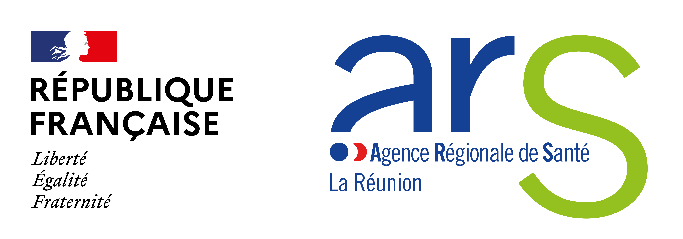 RÉPUBLIQUE
FRANÇAISE
Liberté
Égalité
Fraternité
ars
Agence Régionale de Santé
La Réunion